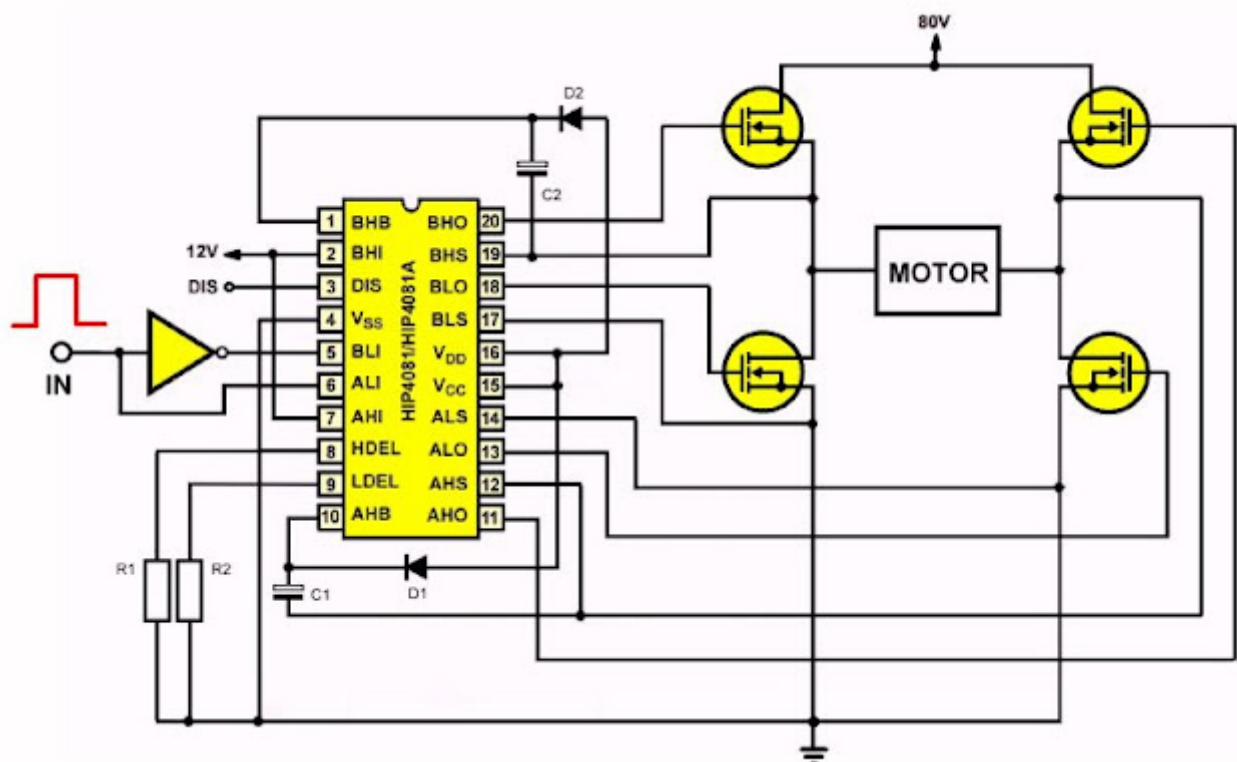 80V
D2
C2
1 BHB BHO 20
12V 2 BHI BHS 19
DIS 3 DIS BLO 18
4 VSS BLS 17
5 BLI VDD 16
IN 6 ALI VCC 15
7 AHI ALS 14
8 HDEL ALO 13
9 LDEL AHS 12
10 AHB AHO 11
HIP4081/HIP4081A
MOTOR
R1 R2
C1 D1